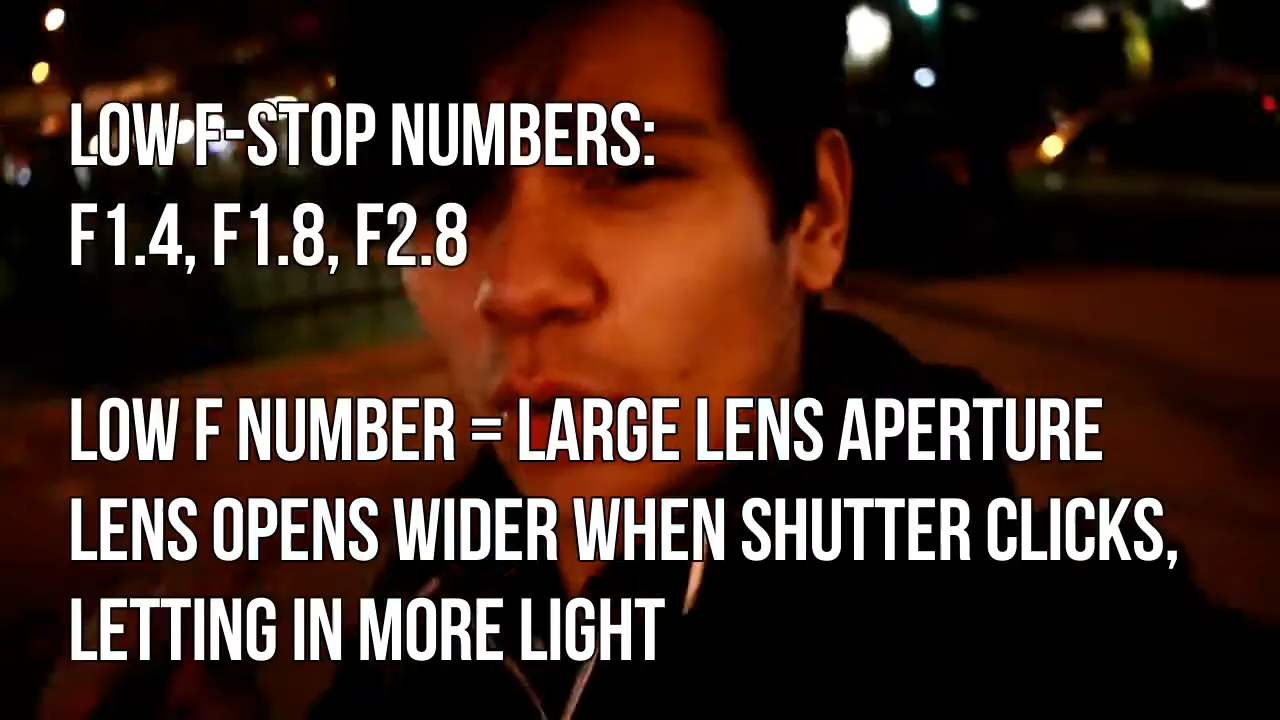 LOW F-STOP NUMBERS:
F1.4, F1.8, F2.8
LOW F NUMBER = LARGE LENS APERTURE
LENS OPENS WIDER WHEN SHUTTER CLICKS,
LETTING IN MORE LIGHT